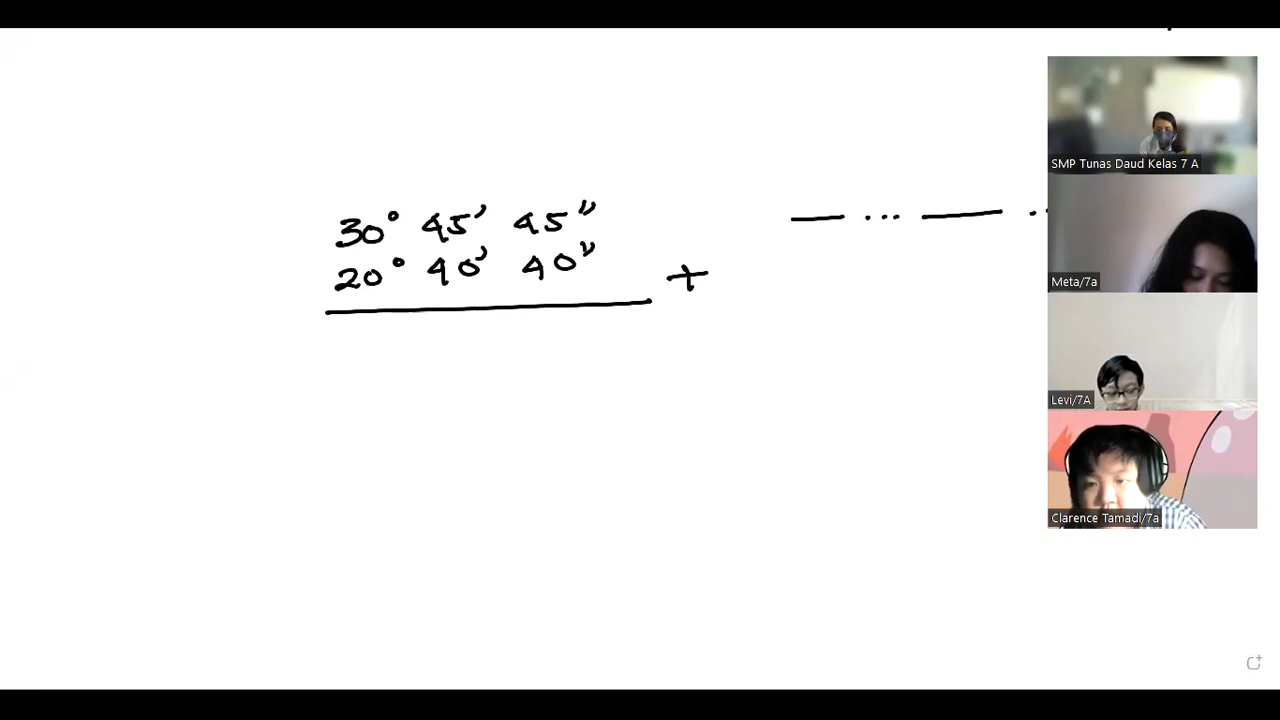 30° 45' 45"
20° 40' 40" +
— ... — ..
SMP Tunas Daud Kelas 7 A
Meta/7a
Levi/7A
Clarence Tamadi/7a